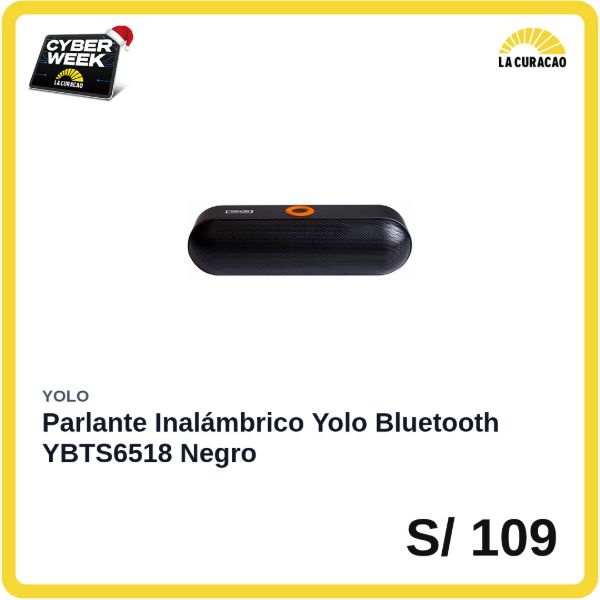 CYBER
WEEK
LA CURACAO
LA CURACAO
YOLO
Parlante Inalámbrico Yolo Bluetooth
YBTS6518 Negro
S/ 109